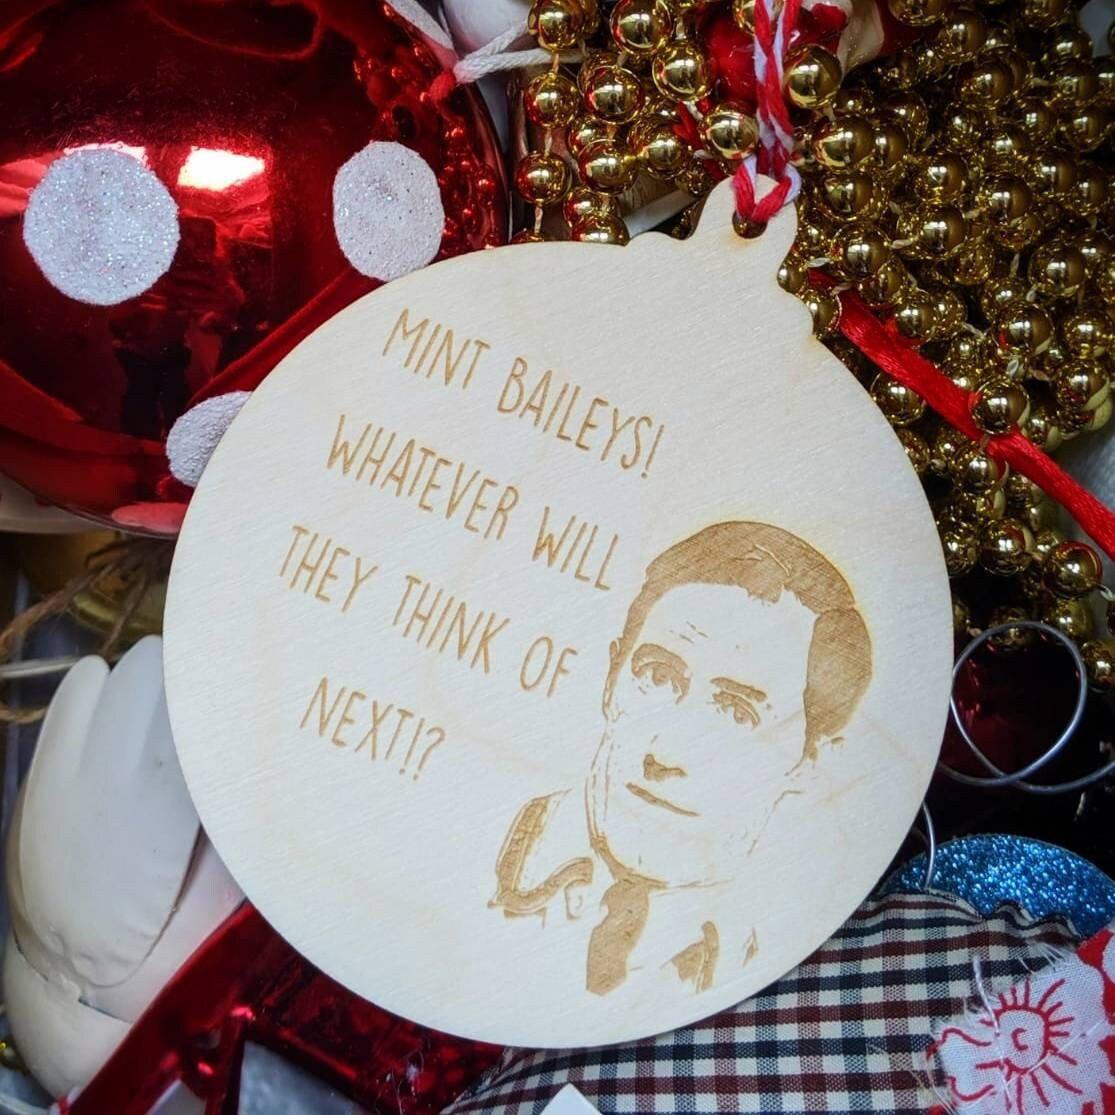 MINT BAILEYS!
WHATEVER WILL
THEY THINK OF
NEXT!?